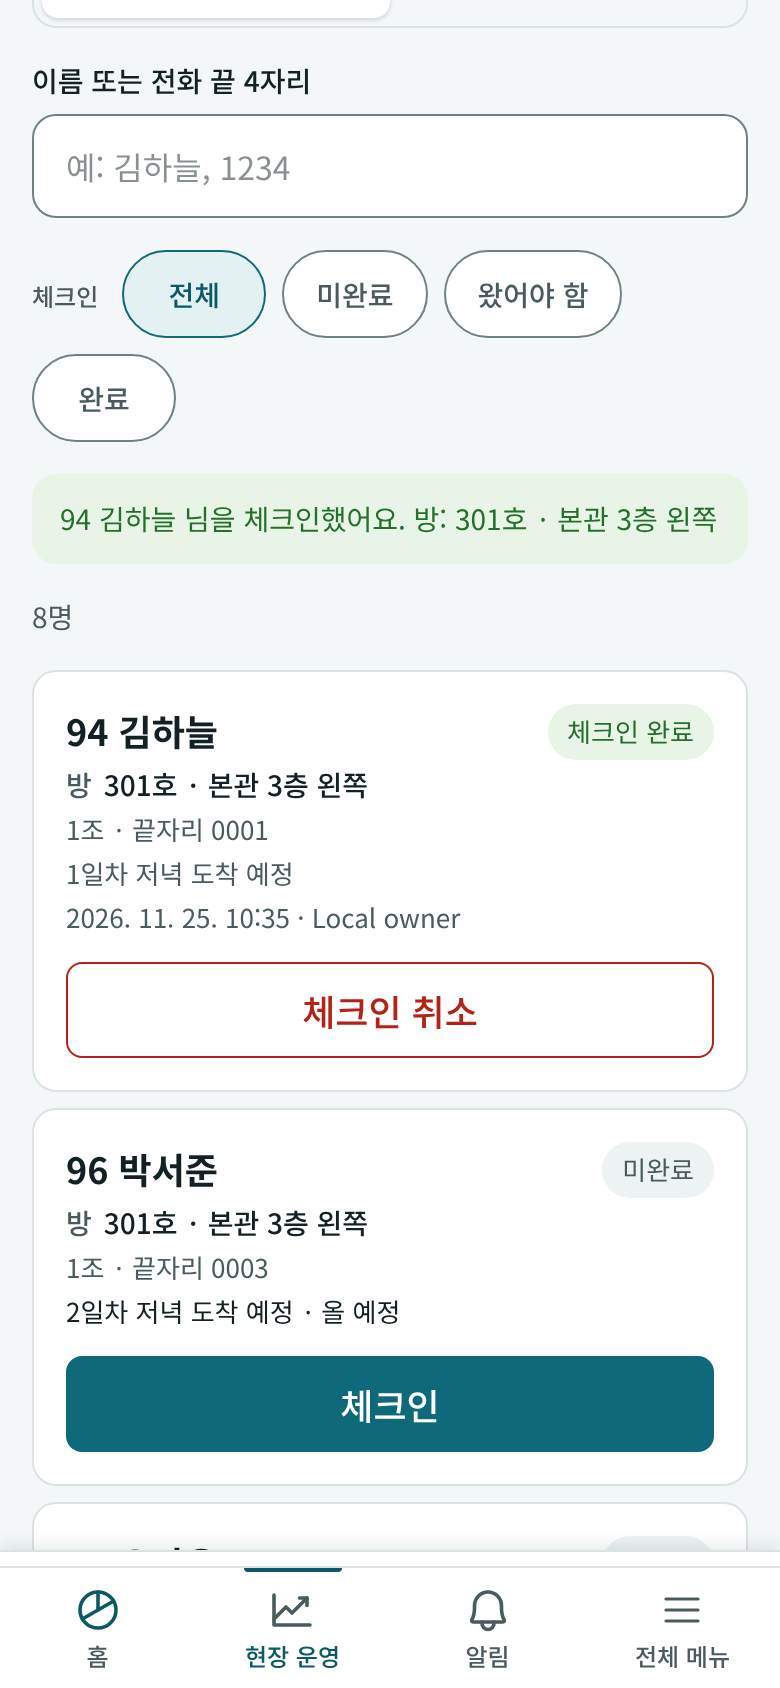 이름 또는 전화 끝 4자리
예: 김하늘, 1234
체크인 전체 미완료 왔어야 함
완료
94 김하늘 님을 체크인했어요. 방: 301호 · 본관 3층 왼쪽
8명
94 김하늘 체크인 완료
방 301호 · 본관 3층 왼쪽
1조 · 끝자리 0001
1일차 저녁 도착 예정
2026. 11. 25. 10:35 · Local owner
체크인 취소
96 박서준 미완료
방 301호 · 본관 3층 왼쪽
1조 · 끝자리 0003
2일차 저녁 도착 예정 · 올 예정
체크인
홈 현장 운영 알림 전체 메뉴